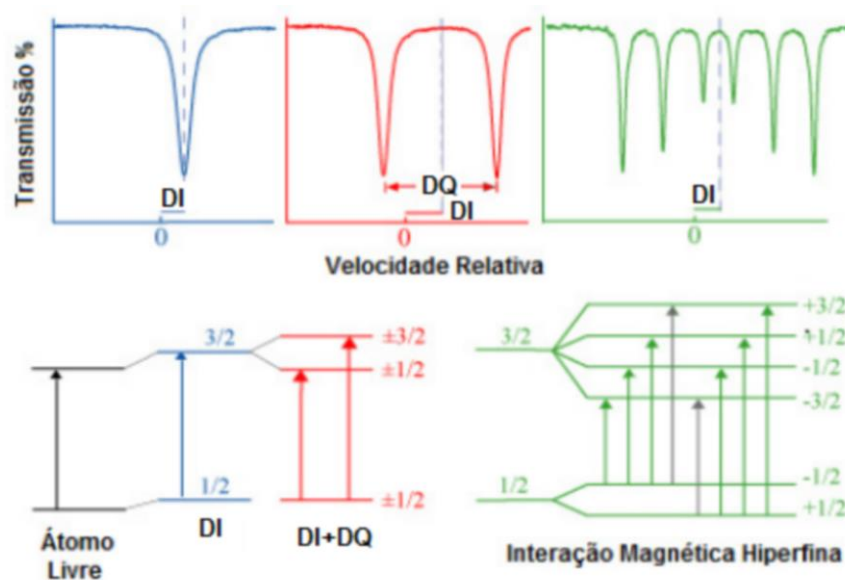 Transmissão %
DI
0
DQ
DI
0
DI
0
Velocidade Relativa
3/2
±3/2
±1/2
1/2
±1/2
Átomo
Livre
DI
DI+DQ
3/2
+3/2
+1/2
-1/2
-3/2
1/2
-1/2
+1/2
Interação Magnética Hiperfina